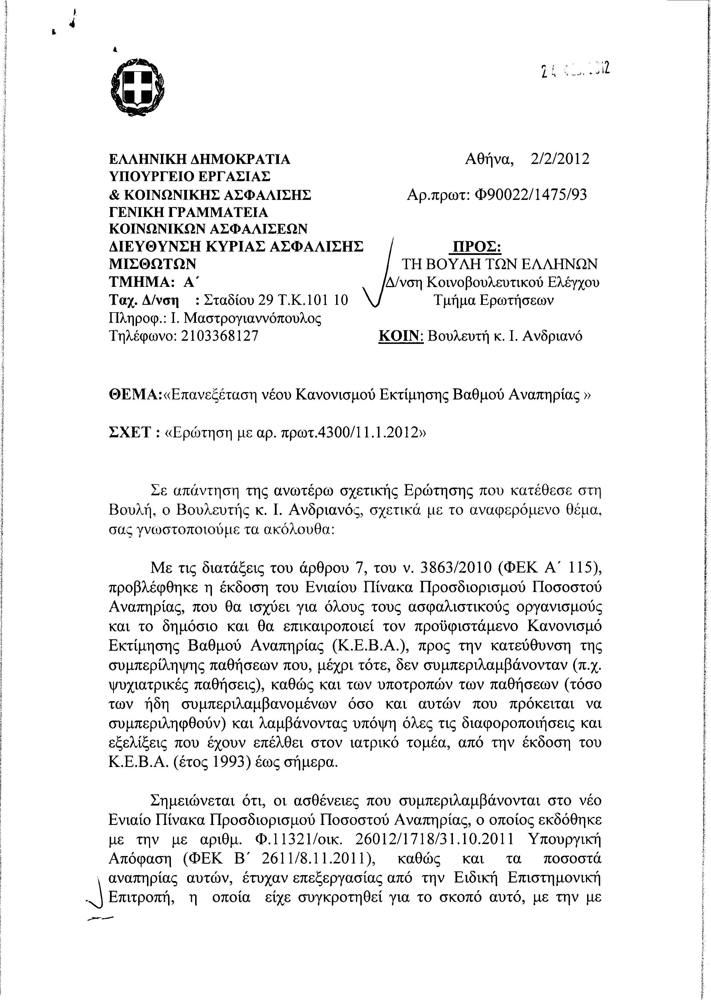 ΕΛΛΗΝΙΚΗ ΔΗΜΟΚΡΑΤΙΑ
ΥΠΟΥΡΓΕΙΟ ΕΡΓΑΣΙΑΣ
& ΚΟΙΝΩΝΙΚΗΣ ΑΣΦΑΛΙΣΗΣ
ΓΕΝΙΚΗ ΓΡΑΜΜΑΤΕΙΑ
ΚΟΙΝΩΝΙΚΩΝ ΑΣΦΑΛΙΣΕΩΝ
ΔΙΕΥΘΥΝΣΗ ΚΥΡΙΑΣ ΑΣΦΑΛΙΣΗΣ
ΜΙΣΘΩΤΩΝ
ΤΜΗΜΑ: Α΄
Ταχ. Δ/νση : Σταδίου 29 Τ.Κ.101 10
Πληροφ.: Ι. Μαστρογιαννόπουλος
Τηλέφωνο: 2103368127
Αθήνα, 2/2/2012
Αρ.πρωτ: Φ90022/1475/93
ΠΡΟΣ:
ΤΗ ΒΟΥΛΗ ΤΩΝ ΕΛΛΗΝΩΝ
Δ/νση Κοινοβουλευτικού Ελέγχου
Τμήμα Ερωτήσεων
ΚΟΙΝ: Βουλευτή κ. Ι. Ανδριανό
ΘΕΜΑ:«Επανεξέταση νέου Κανονισμού Εκτίμησης Βαθμού Αναπηρίας »
ΣΧΕΤ : «Ερώτηση με αρ. πρωτ.4300/11.1.2012»
Σε απάντηση της ανωτέρω σχετικής Ερώτησης που κατέθεσε στη
Βουλή, ο Βουλευτής κ. Ι. Ανδριανός, σχετικά με το αναφερόμενο θέμα,
σας γνωστοποιούμε τα ακόλουθα:
Με τις διατάξεις του άρθρου 7, του ν. 3863/2010 (ΦΕΚ Α΄ 115),
προβλέφθηκε η έκδοση του Ενιαίου Πίνακα Προσδιορισμού Ποσοστού
Αναπηρίας, που θα ισχύει για όλους τους ασφαλιστικούς οργανισμούς
και το δημόσιο και θα επικαιροποιεί τον προϋφιστάμενο Κανονισμό
Εκτίμησης Βαθμού Αναπηρίας (Κ.Ε.Β.Α.), προς την κατεύθυνση της
συμπερίληψης παθήσεων που, μέχρι τότε, δεν συμπεριλαμβάνονταν (π.χ.
ψυχιατρικές παθήσεις), καθώς και των υποτροπών των παθήσεων (τόσο
των ήδη συμπεριλαμβανομένων όσο και αυτών που πρόκειται να
συμπεριληφθούν) και λαμβάνοντας υπόψη όλες τις διαφοροποιήσεις και
εξελίξεις που έχουν επέλθει στον ιατρικό τομέα, από την έκδοση του
Κ.Ε.Β.Α. (έτος 1993) έως σήμερα.
Σημειώνεται ότι, οι ασθένειες που συμπεριλαμβάνονται στο νέο
Ενιαίο Πίνακα Προσδιορισμού Ποσοστού Αναπηρίας, ο οποίος εκδόθηκε
με την με αριθμ. Φ.11321/οικ. 26012/1718/31.10.2011 Υπουργική
Απόφαση (ΦΕΚ Β΄ 2611/8.11.2011), καθώς και τα ποσοστά
αναπηρίας αυτών, έτυχαν επεξεργασίας από την Ειδική Επιστημονική
Επιτροπή, η οποία είχε συγκροτηθεί για το σκοπό αυτό, με την με